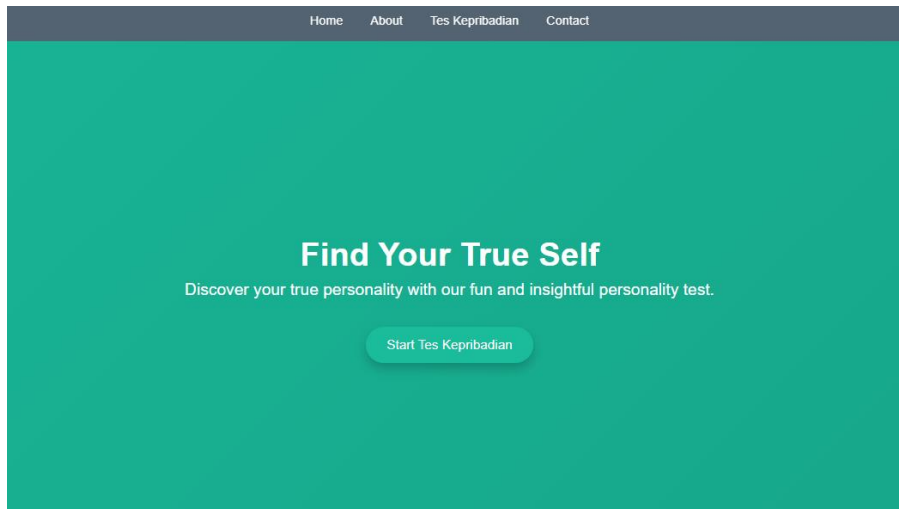 Home About Tes Kepribadian Contact
Find Your True Self
Discover your true personality with our fun and insightful personality test.
Start Tes Kepribadian